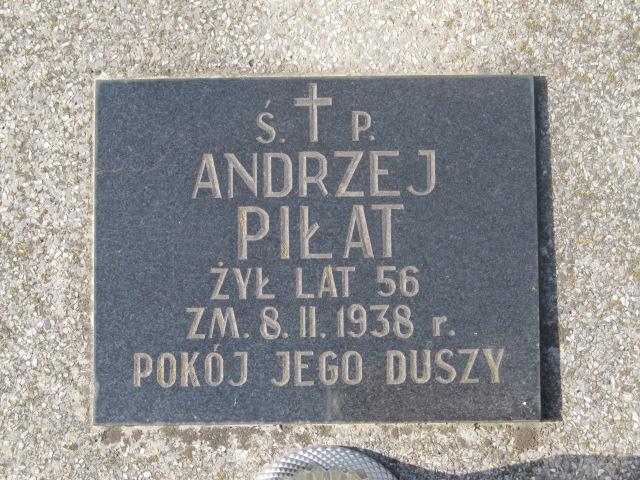 Ś. P.
ANDRZEJ
PIŁAT
ŻYŁ LAT 56
ZM. 8. II. 1938 r.
POKÓJ JEGO DUSZY